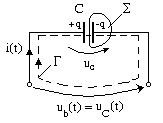 C Σ
+q -q
i(t)
Γ
u_c
u_b(t)=u_C(t)